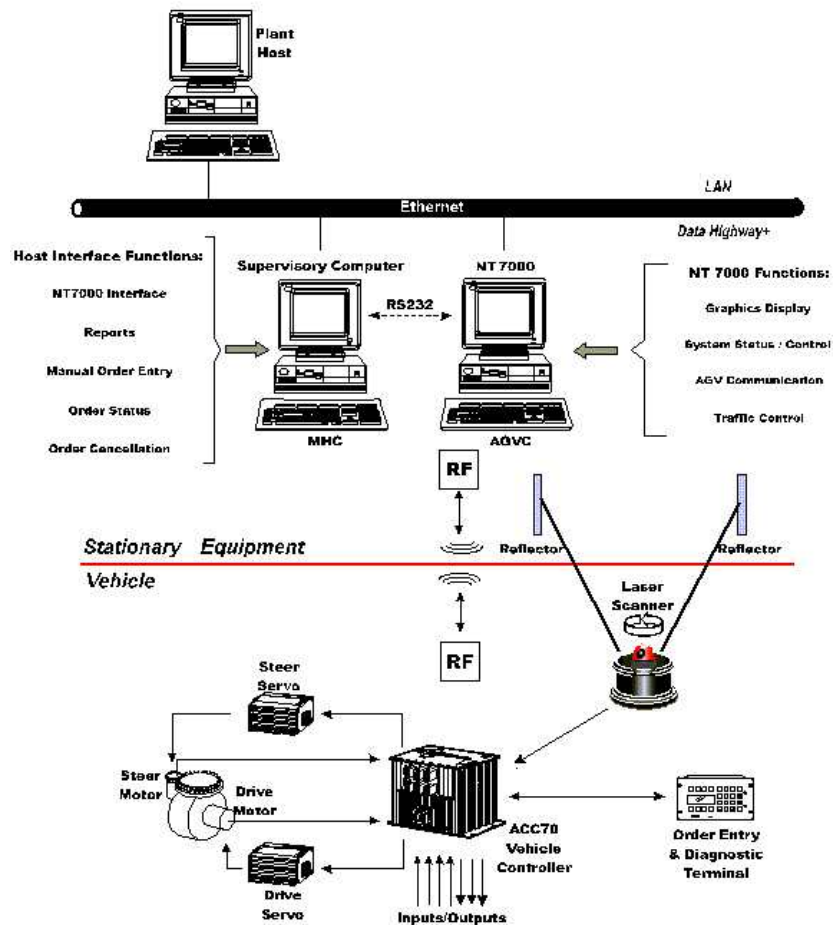 Plant
Host
LAN
Ethernet
Data Highway+
Host Interface Functions:
NT7000 Interface
Reports
Manual Order Entry
Order Status
Order Cancellation
Supervisory Computer
RS232
NT7000
MHC
AGVC
NT 7000 Functions:
Graphics Display
System Status / Control
AGV Communication
Traffic Control
RF
Reflector
Reflector
Stationary Equipment
Vehicle
Laser
Scanner
RF
Steer
Servo
Steer
Motor
Drive
Motor
Drive
Servo
ACC70
Vehicle
Controller
Inputs/Outputs
Order Entry
& Diagnostic
Terminal